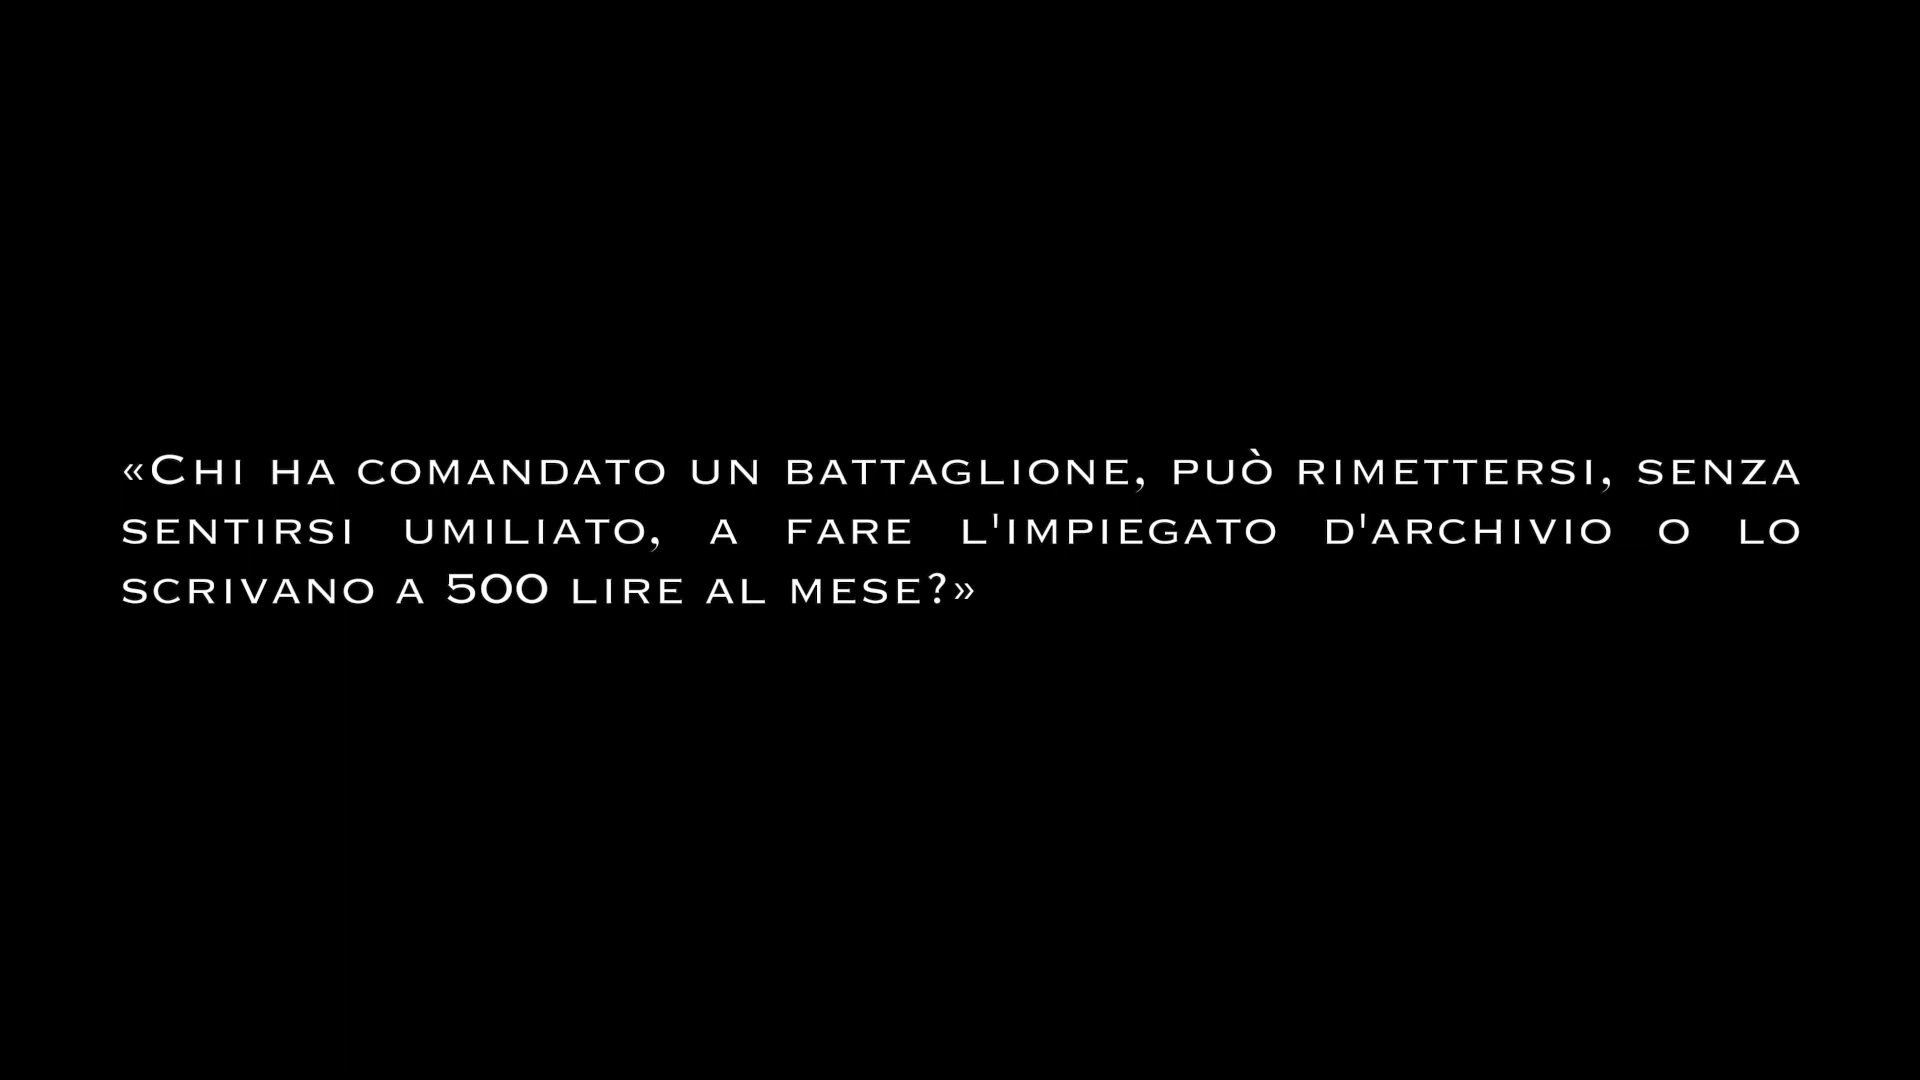 «Chi ha comandato un battaglione, può rimettersi, senza
sentirsi umiliato, a fare l'impiegato d'archivio o lo
scrivano a 500 lire al mese?»